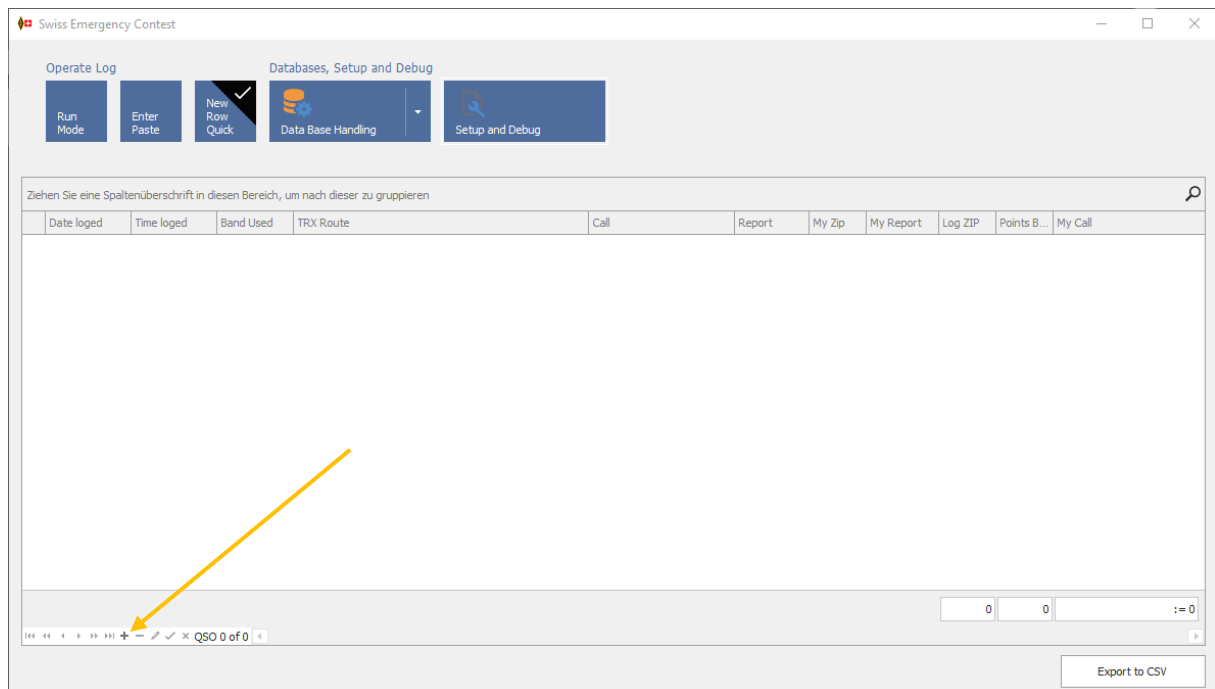 Swiss Emergency Contest
Operate Log
Databases, Setup and Debug
Run
Mode
Enter
Paste
New
Row
Quick
Data Base Handling
Setup and Debug
Ziehen Sie eine Spaltenüberschrift in diesen Bereich, um nach dieser zu gruppieren
Date loged Time loged Band Used TRX Route Call Report My Zip My Report Log ZIP Points B... My Call
0 0 := 0
QSO 0 of 0
Export to CSV